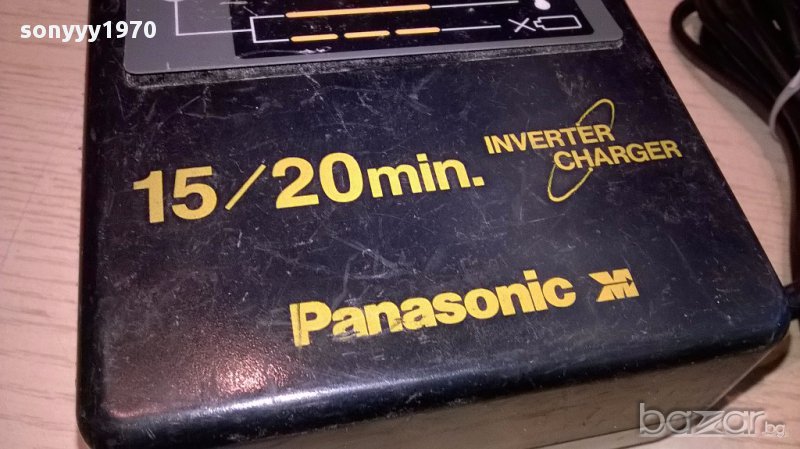 sonyyy1970
15/20min.
INVERTER
CHARGER
Panasonic
bazar.bg